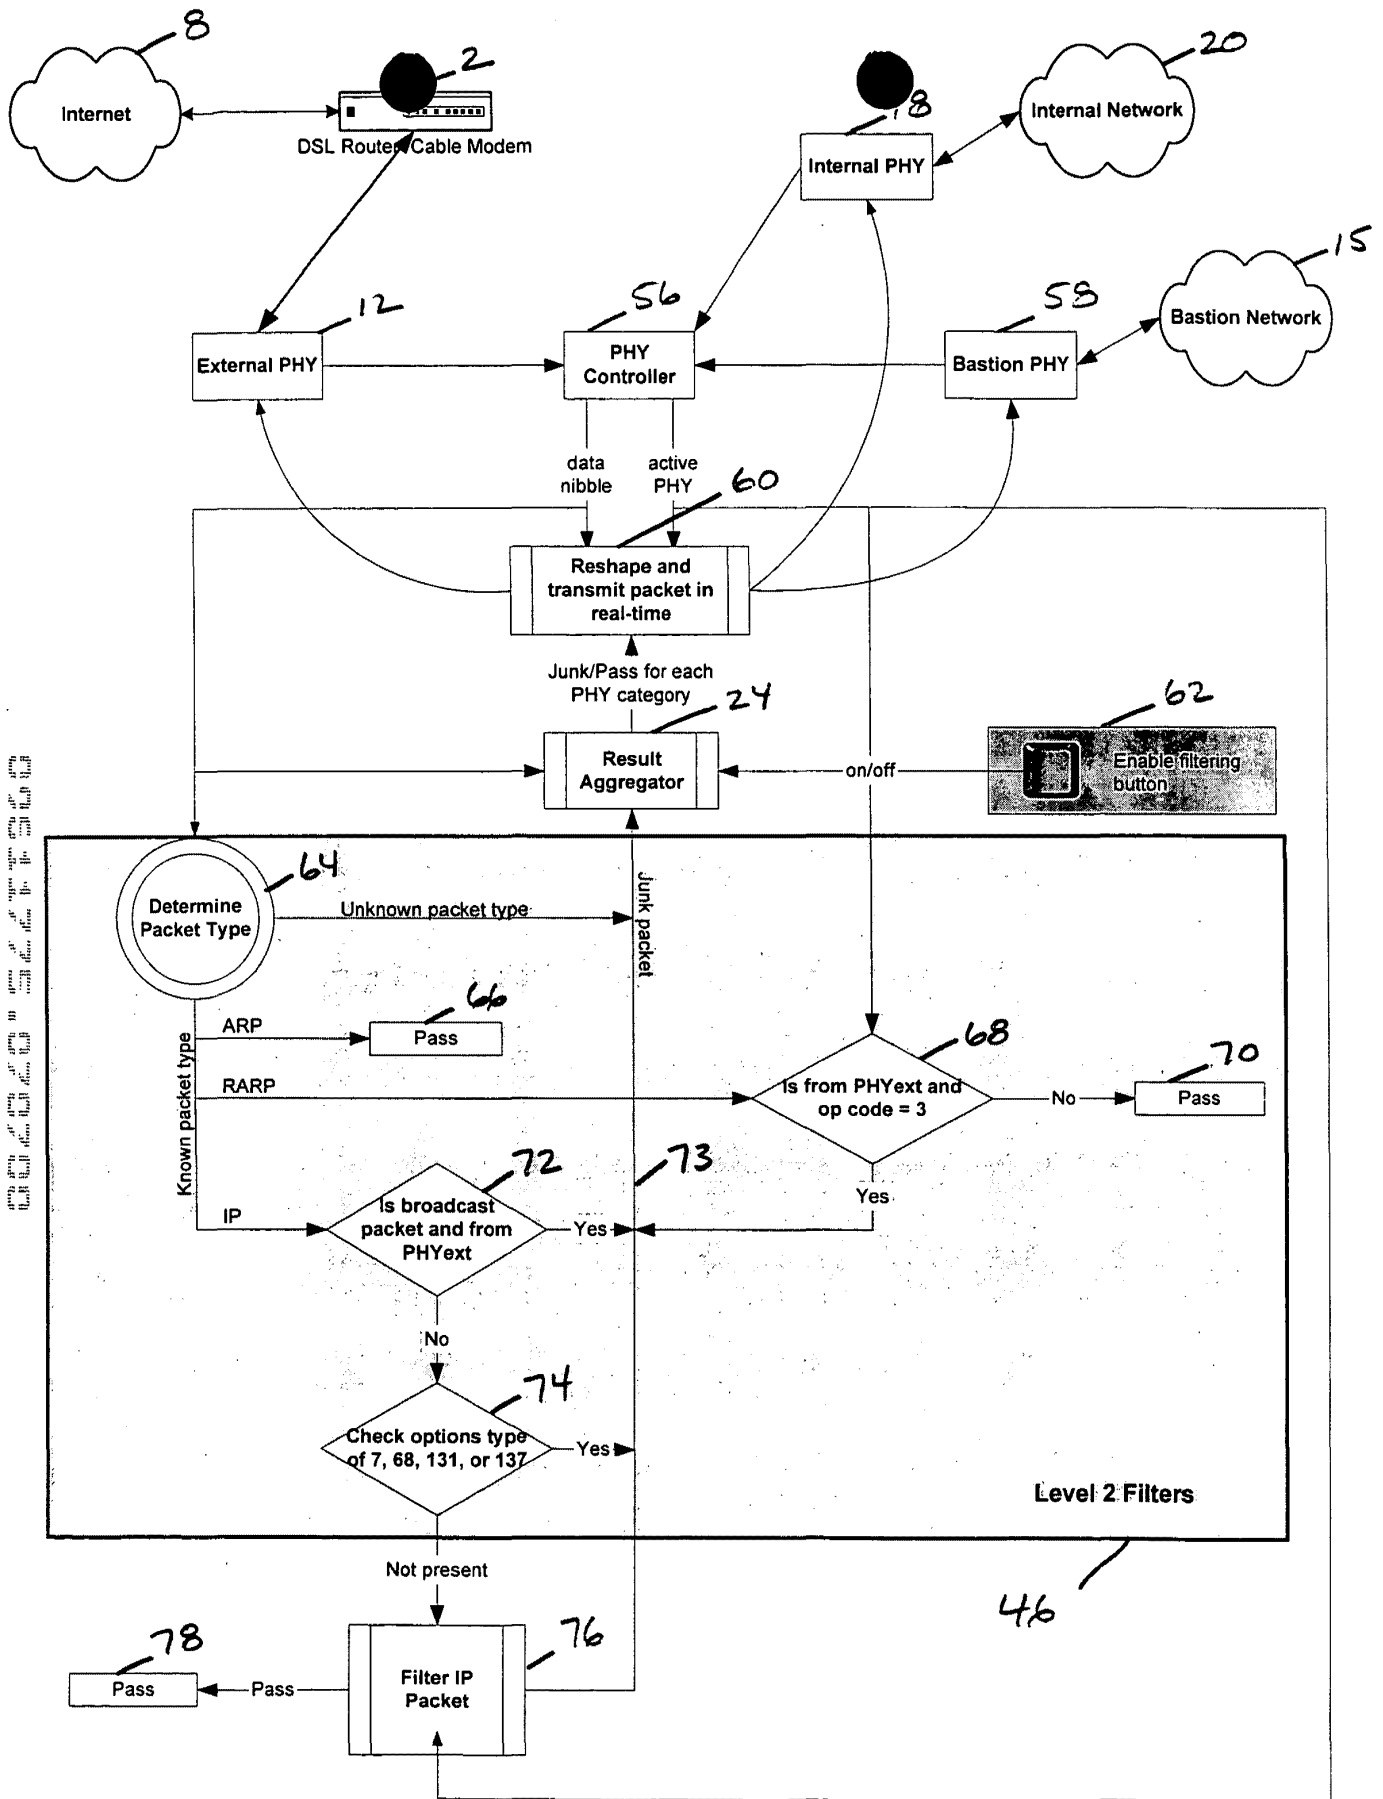 8
2
20
Internet
Internal Network
18
DSL Router/Cable Modem
Internal PHY
15
12
56
58
Bastion Network
External PHY
PHY
Controller
Bastion PHY
data
nibble
active
PHY
60
Reshape and
transmit packet in
real-time
Junk/Pass for each
PHY category
24
62
Result
Aggregator
on/off
Enable filtering
button
64
Determine
Packet Type
Unknown packet type
Junk packet
66
ARP
Pass
68
70
Known packet type
RARP
Is from PHYext and
op code = 3
No
Pass
72
73
Yes
IP
Is broadcast
packet and from
PHYext
Yes
No
74
Check options type
of 7, 68, 131, or 137
Yes
Level 2 Filters
Not present
46
78
76
Pass
Pass
Filter IP
Packet